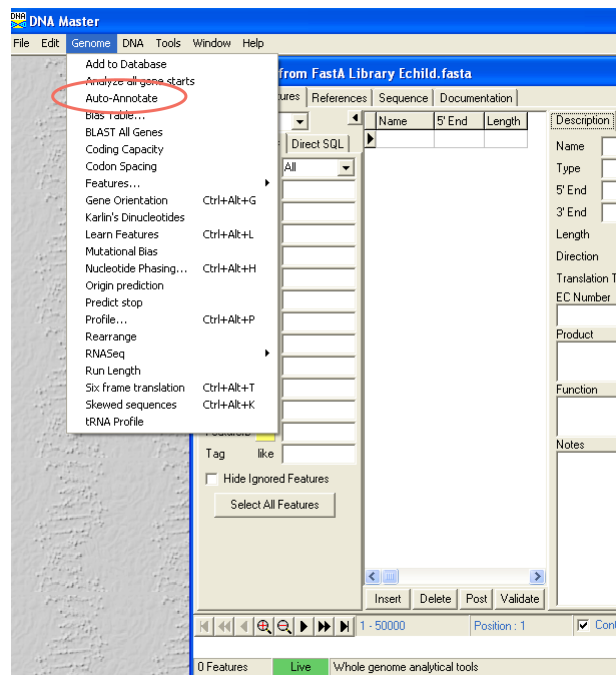 DNA Master
File Edit Genome DNA Tools Window Help
Add to Database
Analyze all gene starts
Auto-Annotate
Bias Table...
BLAST All Genes
Coding Capacity
Codon Spacing
Features...
Gene Orientation Ctrl+Alt+G
Karlin's Dinucleotides
Learn Features Ctrl+Alt+L
Mutational Bias
Nucleotide Phasing... Ctrl+Alt+H
Origin prediction
Predict stop
Profile... Ctrl+Alt+P
Rearrange
RNASeq
Run Length
Six frame translation Ctrl+Alt+T
Skewed sequences Ctrl+Alt+K
tRNA Profile
from FastA Library Echild.fasta
ures References Sequence Documentation
Direct SQL
All
Name 5' End Length
Description
Name
Type
5' End
3' End
Length
Direction
Translation T
EC Number
Product
Function
Notes
Tag like
Hide Ignored Features
Select All Features
Insert Delete Post Validate
1 - 50000 Position : 1 Cont
0 Features Live Whole genome analytical tools